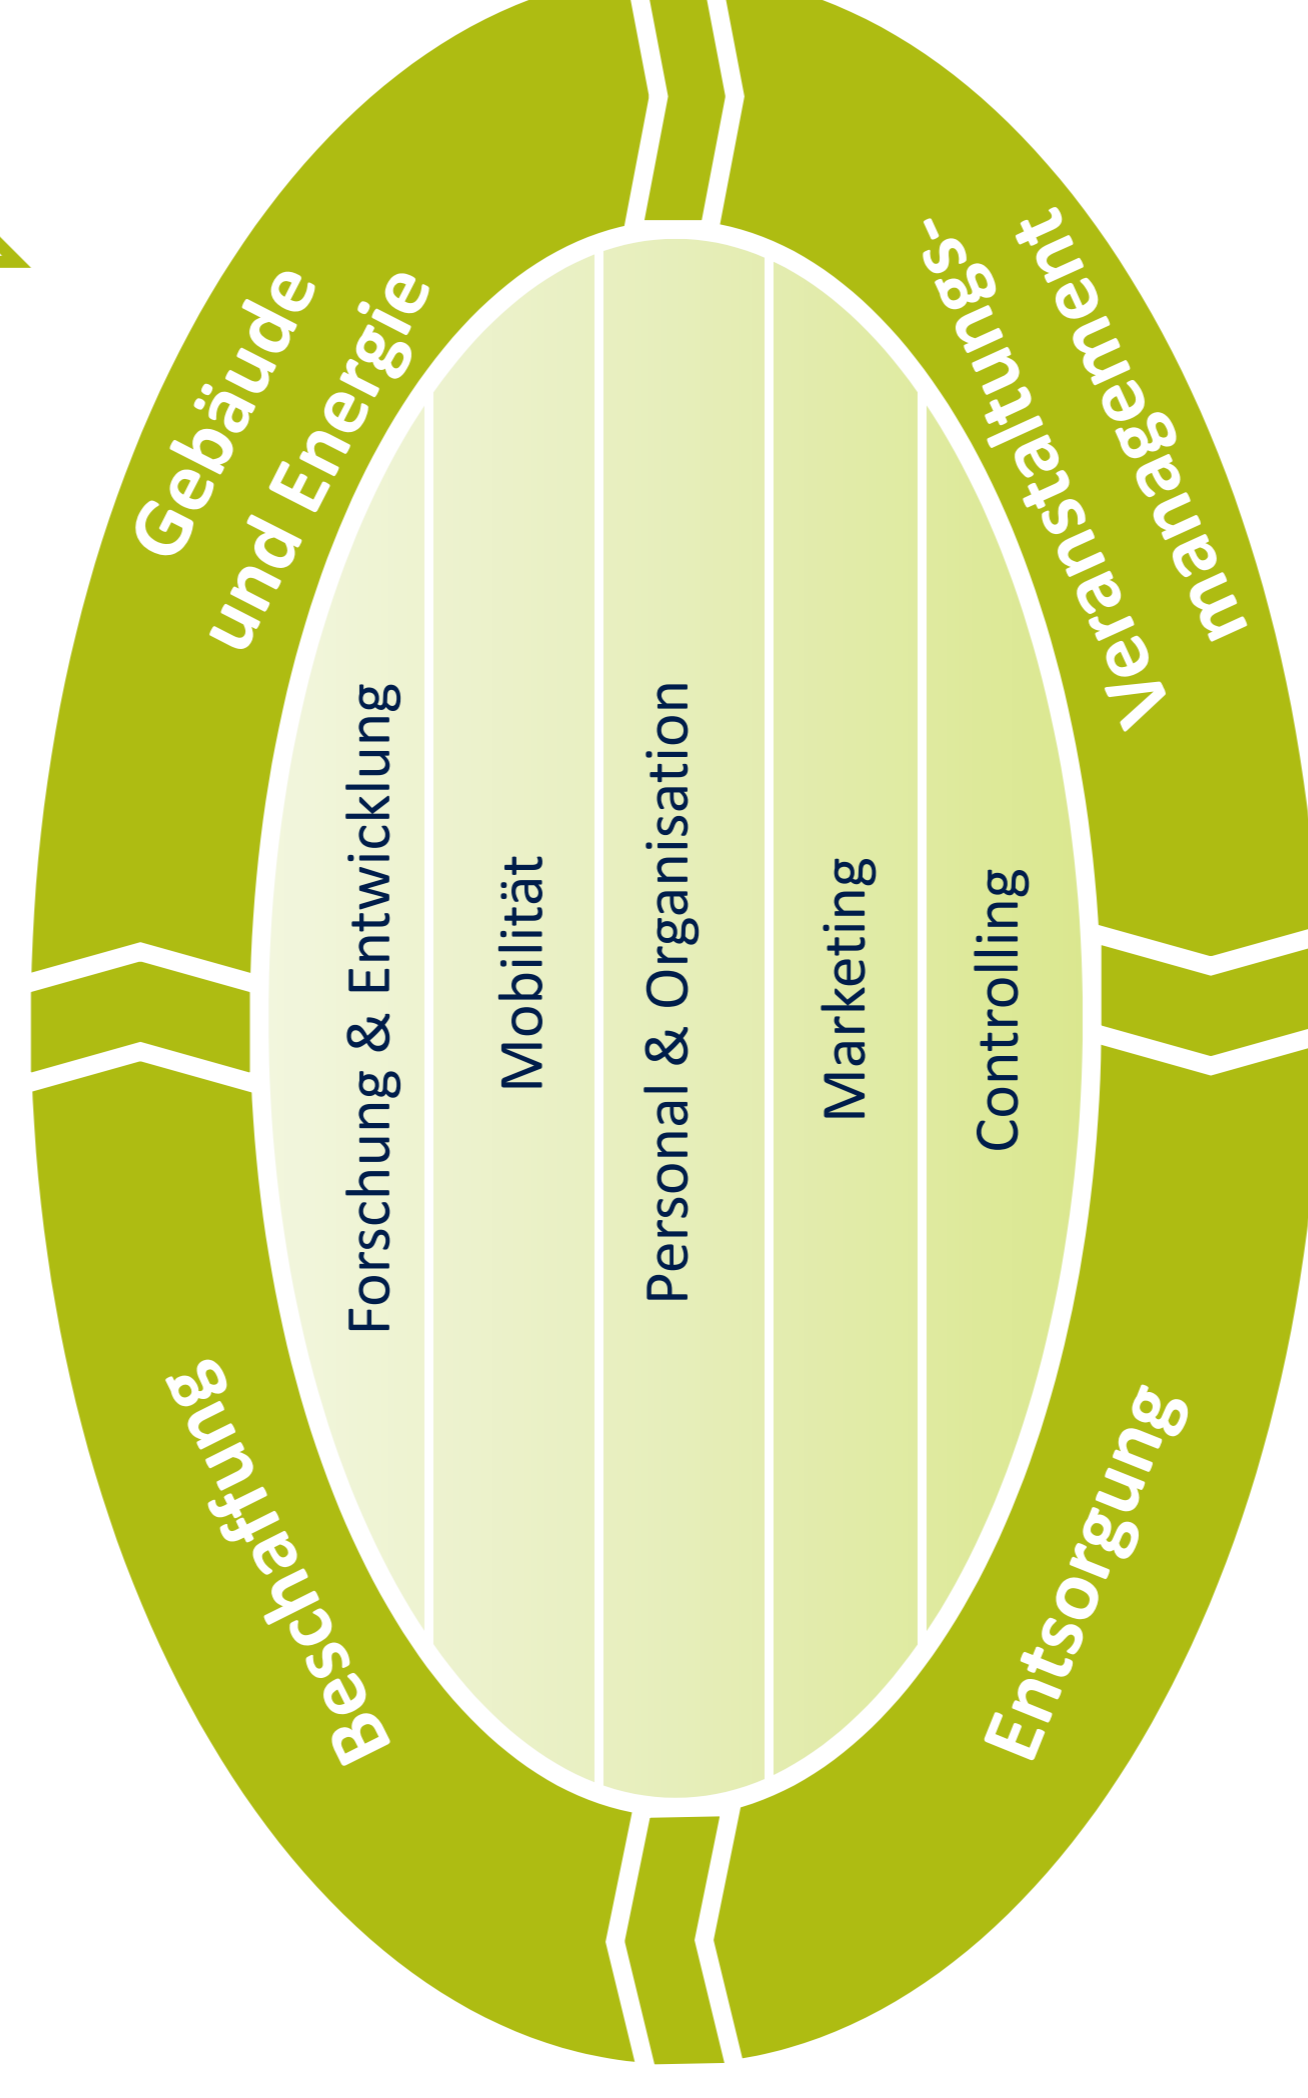 Beschaffung
Gebäude
und Energie
Forschung & Entwicklung
Mobilität
Personal & Organisation
Marketing
Controlling
Entsorgung
Veranstaltungs-
management